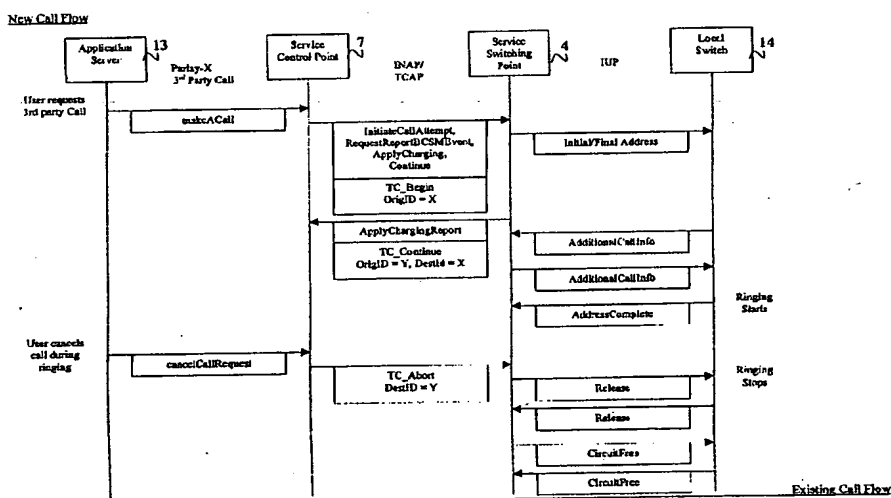 New Call Flow
Application
Server
13
Parlay-X
3rd Party Call
Service
Control Point
7
INAP/
TCAP
Service
Switching
Point
4
IUP
Local
Switch
14
User requests
3rd party Call
makeACall
InitiateCallAttempt,
RequestReportBCSMEvent,
ApplyCharging,
Continue
Initial/Final Address
TC_Begin
OrigID = X
ApplyChargingReport
AdditionalCallInfo
TC_Continue
OrigID = Y, DestId = X
AdditionalCallInfo
Ringing
Starts
AddressComplete
User cancels
call during
ringing
cancelCallRequest
TC_Abort
DestID = Y
Release
Ringing
Stops
Release
CircuitFree
CircuitFree
Existing Call Flow